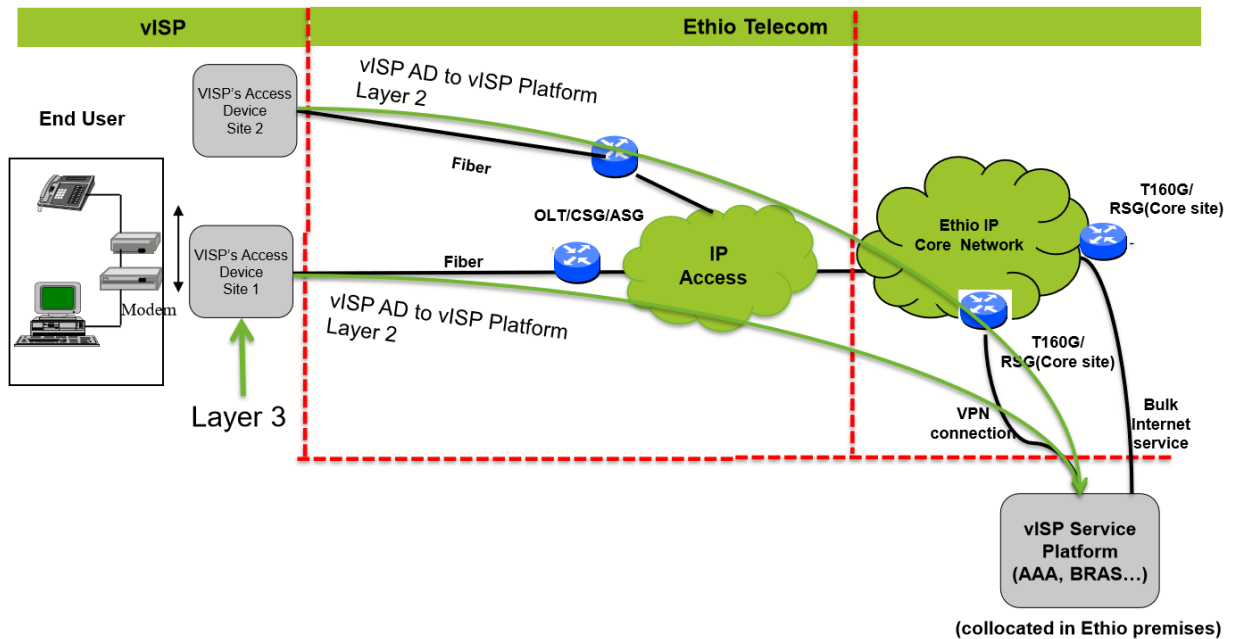 vISP
Ethio Telecom
vISP AD to vISP Platform
Layer 2
VISP's Access
Device
Site 2
End User
Fiber
T160G/
RSG(Core site)
OLT/CSG/ASG
Ethio IP
Core Network
VISP's Access
Device
Site 1
Fiber
IP
Access
Modem
vISP AD to vISP Platform
Layer 2
T160G/
RSG(Core site)
Layer 3
VPN
connection
Bulk
Internet
service
vISP Service
Platform
(AAA, BRAS…)
(collocated in Ethio premises)